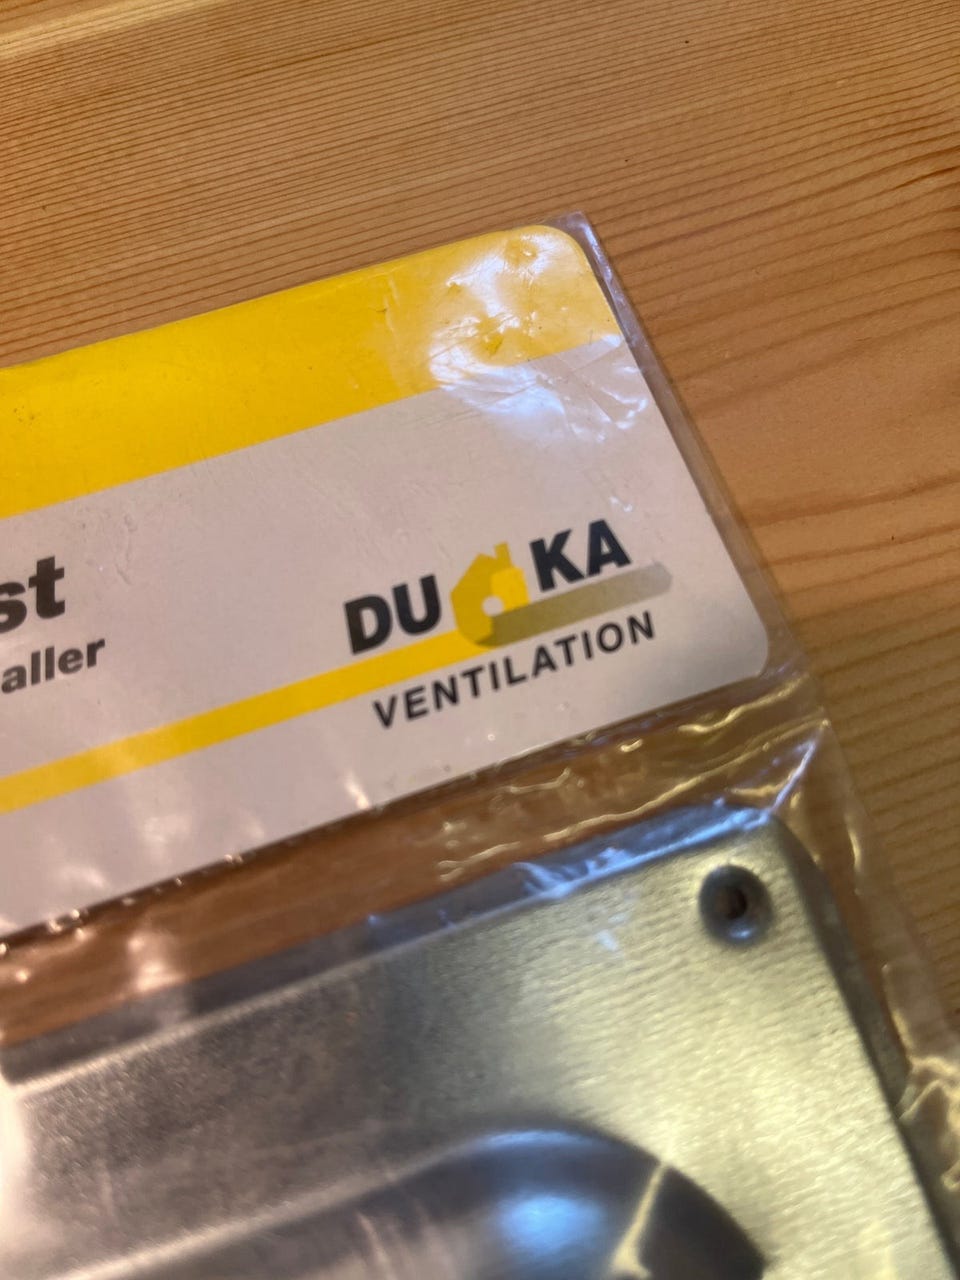 st
aller
DUKA
VENTILATION